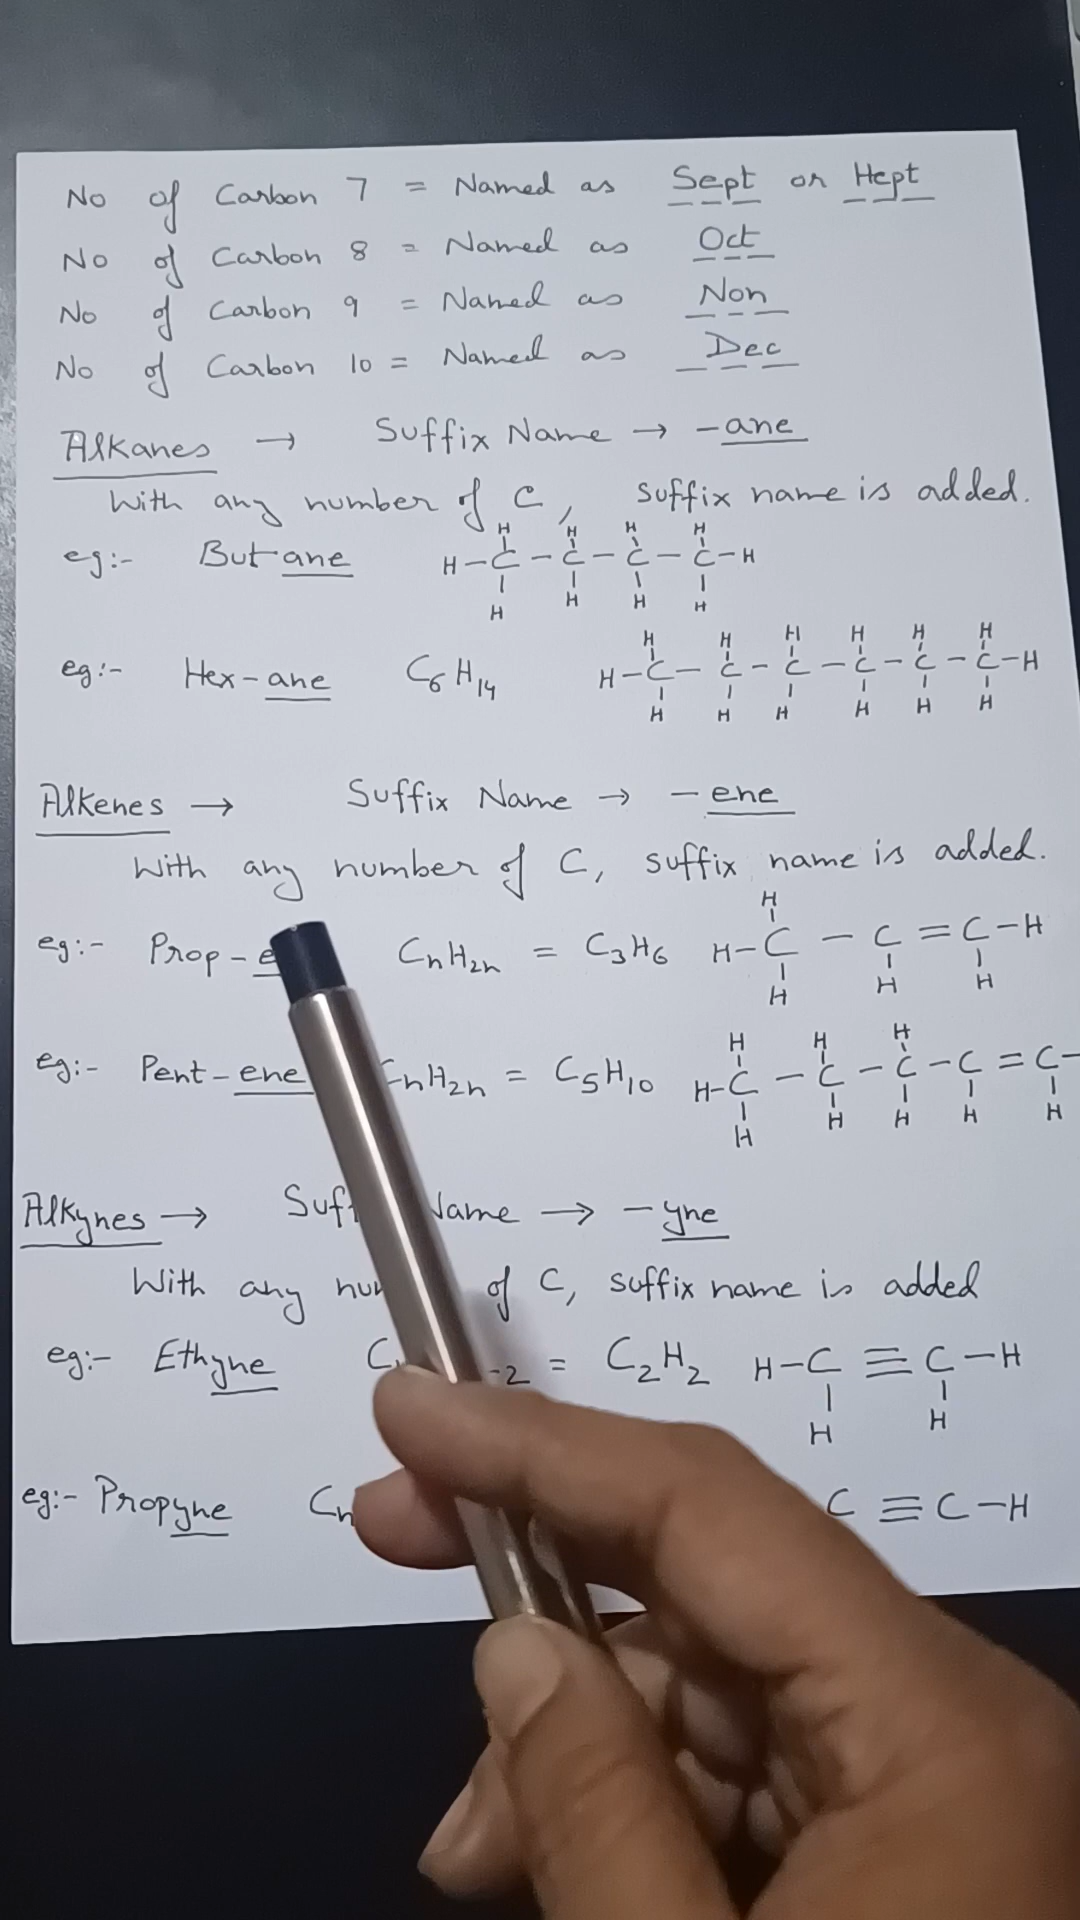 No of Carbon 7 = Named as Sept or Hept
No of Carbon 8 = Named as Oct
No of Carbon 9 = Named as Non
No of Carbon 10 = Named as Dec
Alkanes → Suffix Name → -ane
With any number of C, suffix name is added.
H H H H
eg:- Butane H-C-C-C-C-H
H H H H
H H H H H H
eg:- Hex-ane C6H14 H-C-C-C-C-C-C-H
H H H H H H
Alkenes → Suffix Name → -ene
With any number of C, suffix name is added.
H
eg:- Prop-e CnH2n = C3H6 H-C-C=C-H
H H H
H H H
eg:- Pent-ene nH2n = C5H10 H-C-C-C-C=C-
H H H H H
Alkynes → Suf Name → -yne
With any of C, suffix name is added
eg:- Ethyne C -2 = C2H2 H-C≡C-H
H H
eg:- Propyne Cn C≡C-H